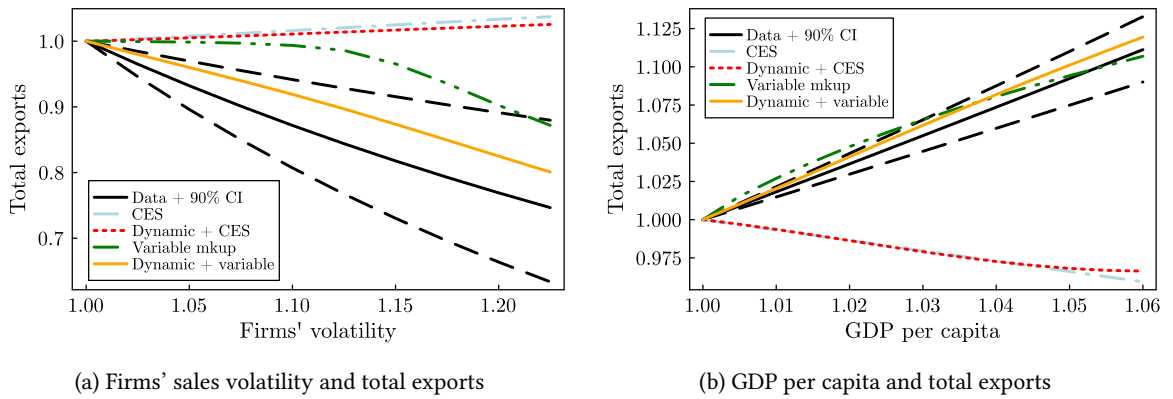 Total exports
1.0
0.9
0.8
0.7
Data + 90% CI
CES
Dynamic + CES
Variable mkup
Dynamic + variable
1.00 1.05 1.10 1.15 1.20
Firms' volatility
(a) Firms’ sales volatility and total exports
Total exports
1.125
1.100
1.075
1.050
1.025
1.000
0.975
Data + 90% CI
CES
Dynamic + CES
Variable mkup
Dynamic + variable
1.00 1.01 1.02 1.03 1.04 1.05 1.06
GDP per capita
(b) GDP per capita and total exports